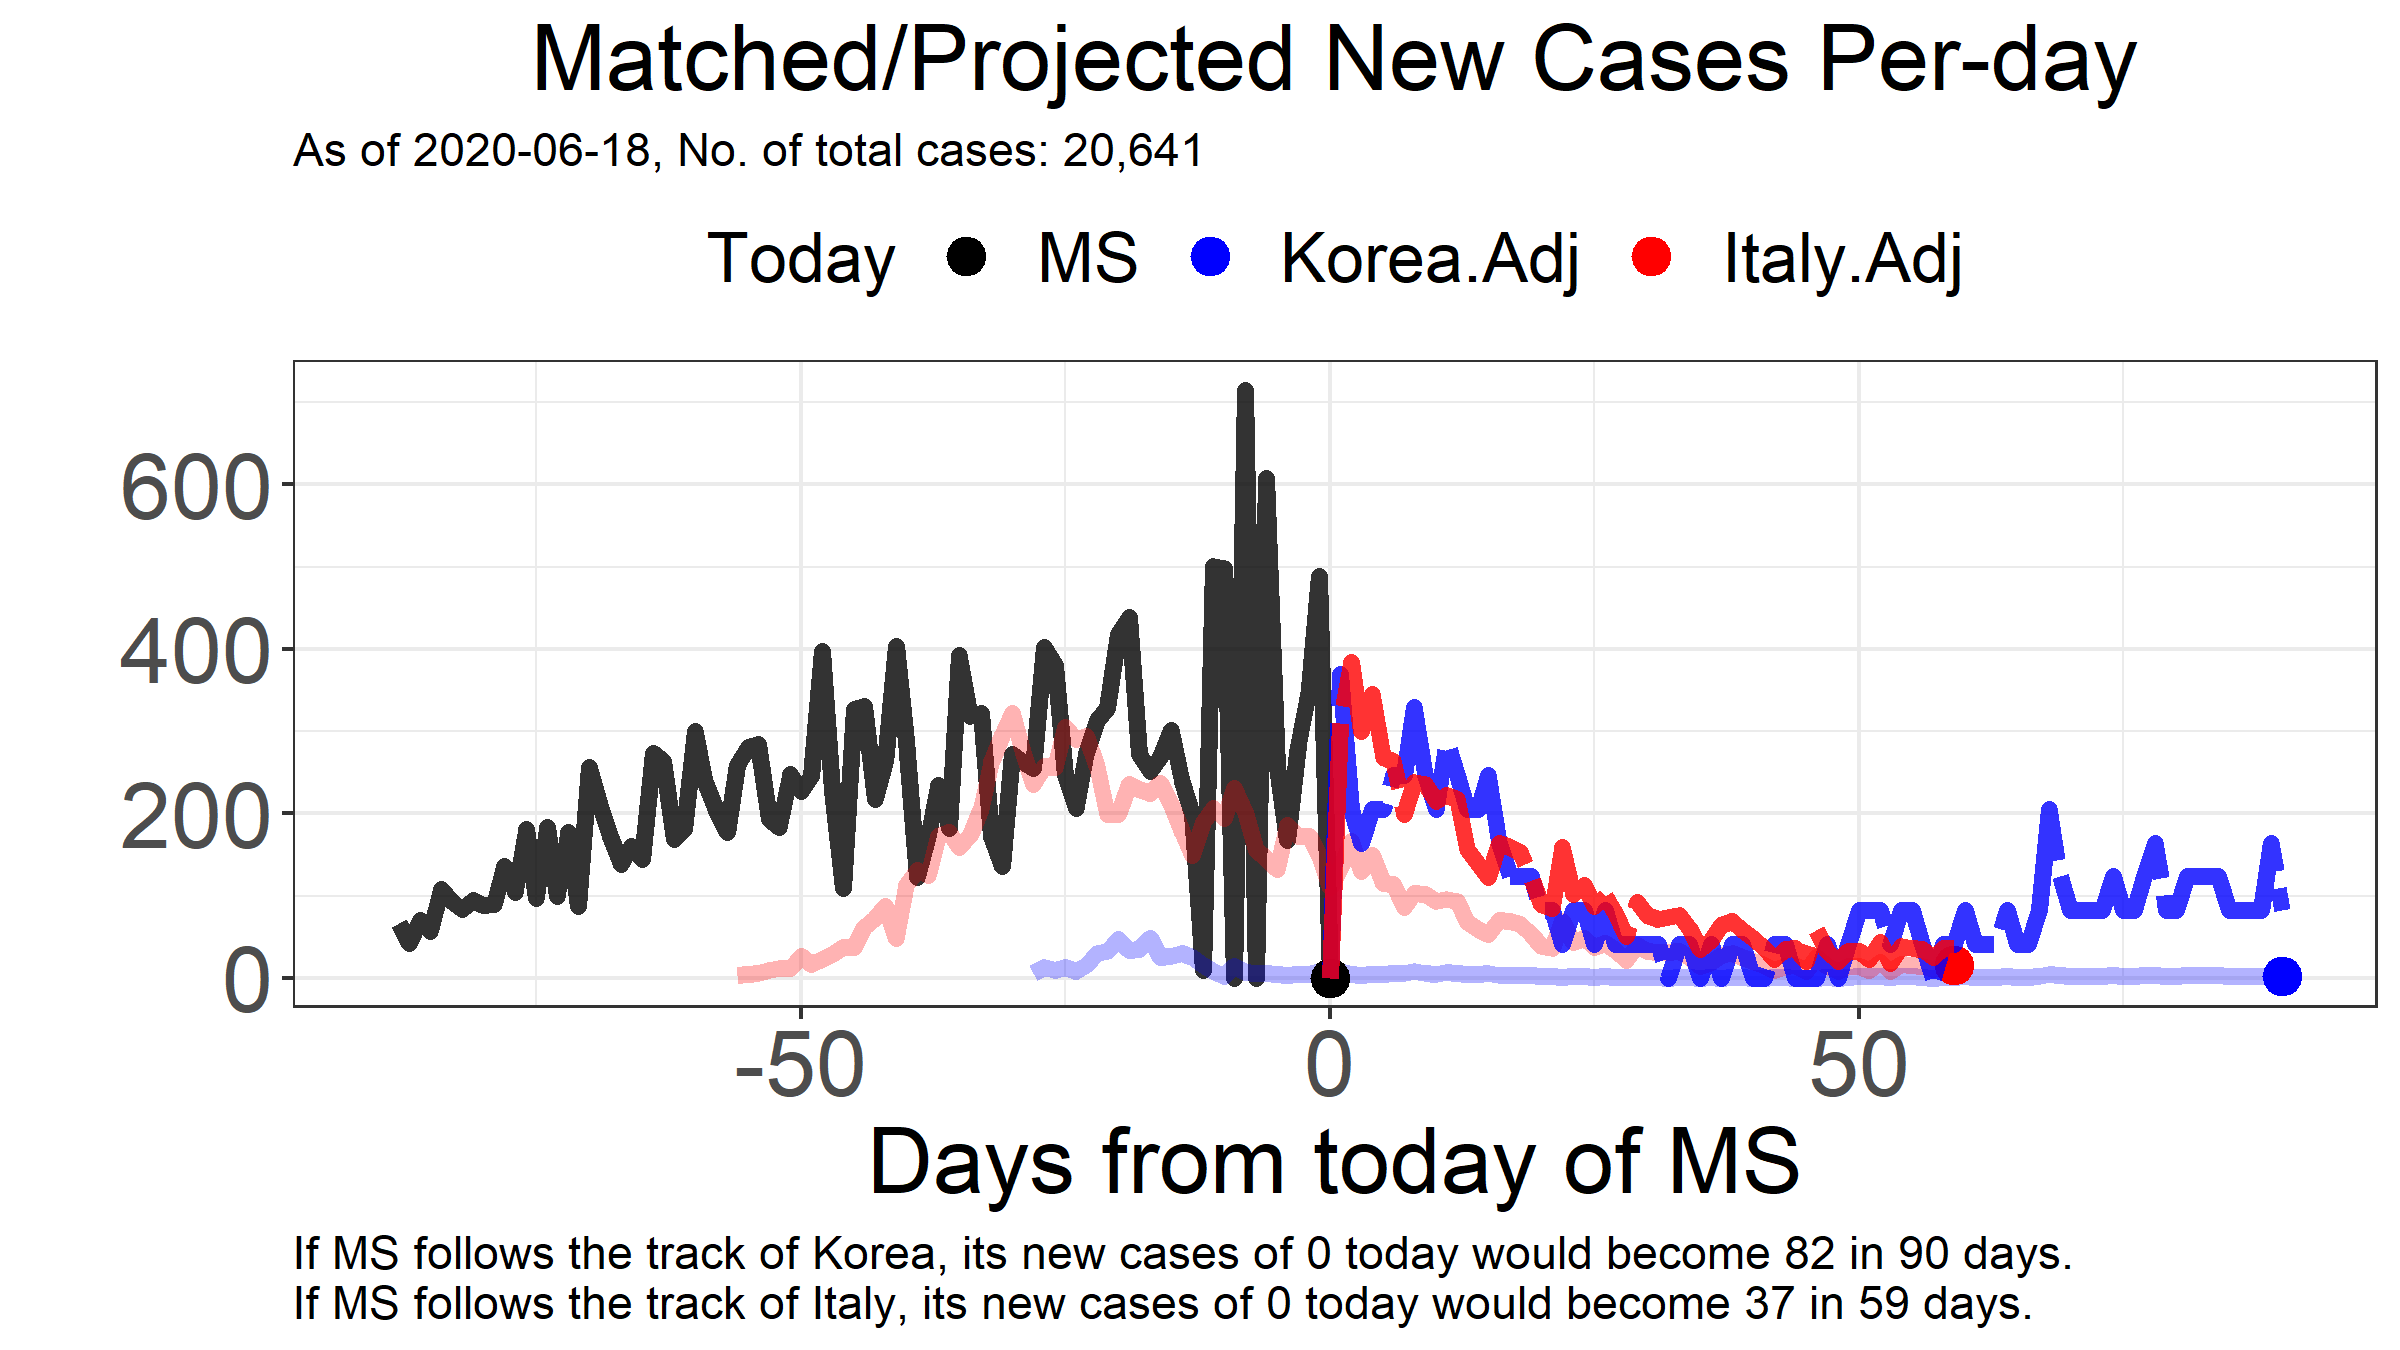 Matched/Projected New Cases Per-day
As of 2020-06-18, No. of total cases: 20,641
Today MS Korea.Adj Italy.Adj
600
400
200
0
-50 0 50
Days from today of MS
If MS follows the track of Korea, its new cases of 0 today would become 82 in 90 days.
If MS follows the track of Italy, its new cases of 0 today would become 37 in 59 days.